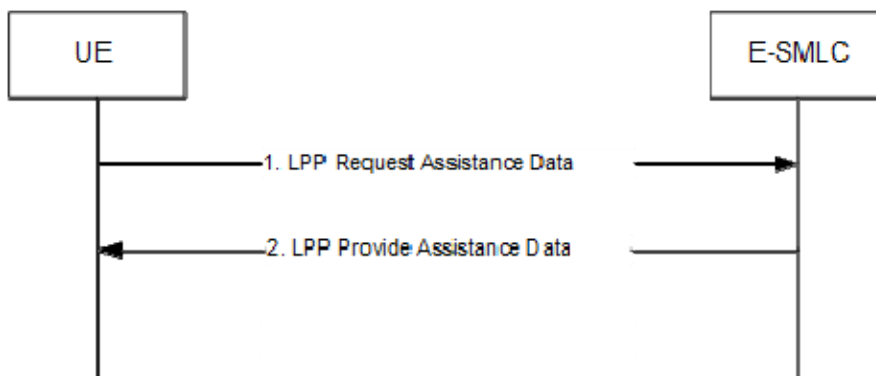 UE
E-SMLC
1. LPP Request Assistance Data
2. LPP Provide Assistance Data